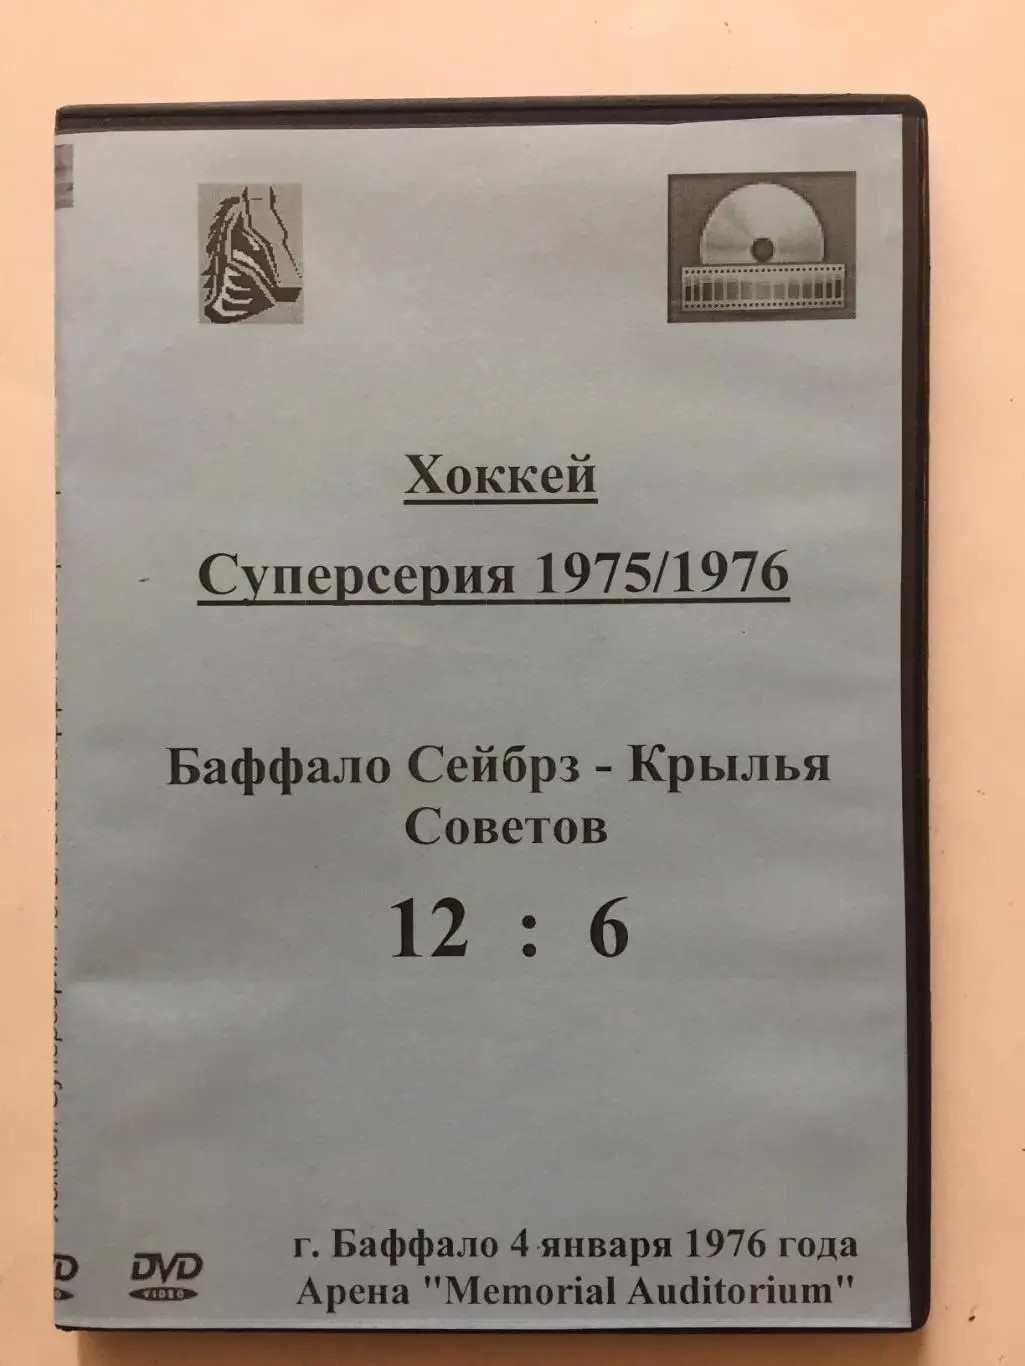 Хоккей
Суперсерия 1975/1976
Баффало Сейбрз - Крылья
Советов
12 : 6
г. Баффало 4 января 1976 года
Арена "Memorial Auditorium"
DVD
VIDEO